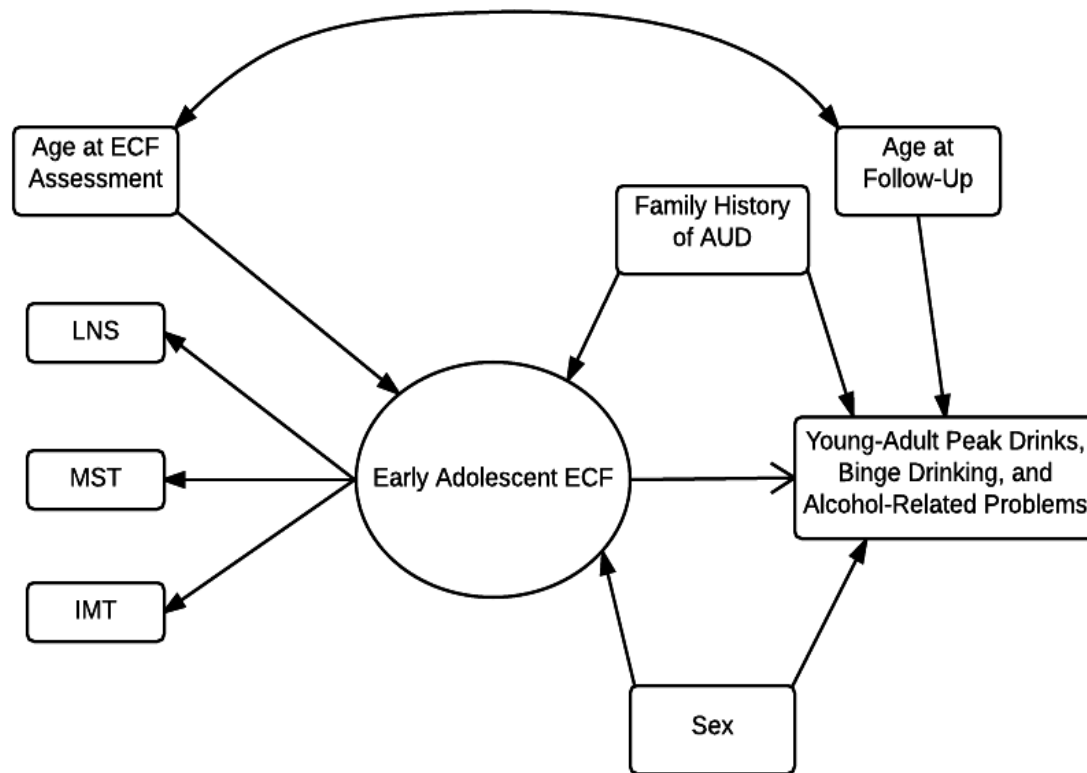 Age at ECF
Assessment
Age at
Follow-Up
Family History
of AUD
LNS
MST
IMT
Early Adolescent ECF
Young-Adult Peak Drinks,
Binge Drinking, and
Alcohol-Related Problems
Sex